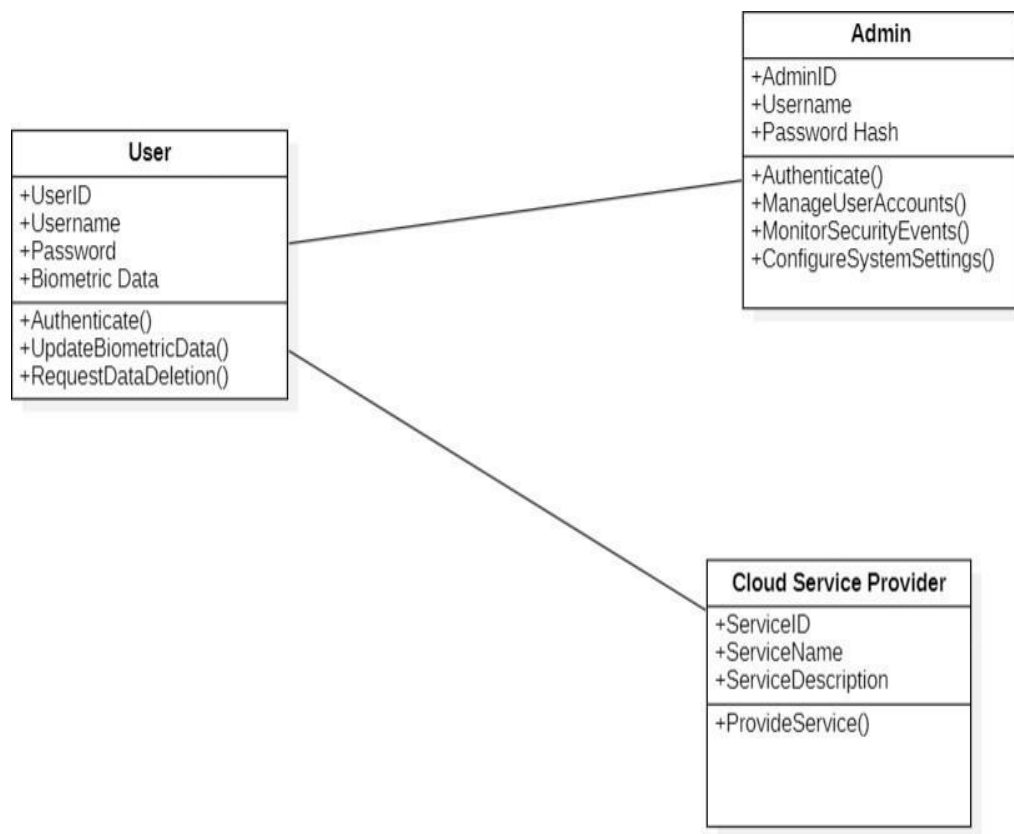 User
+UserID
+Username
+Password
+Biometric Data
+Authenticate()
+UpdateBiometricData()
+RequestDataDeletion()
Admin
+AdminID
+Username
+Password Hash
+Authenticate()
+ManageUserAccounts()
+MonitorSecurityEvents()
+ConfigureSystemSettings()
Cloud Service Provider
+ServiceID
+ServiceName
+ServiceDescription
+ProvideService()